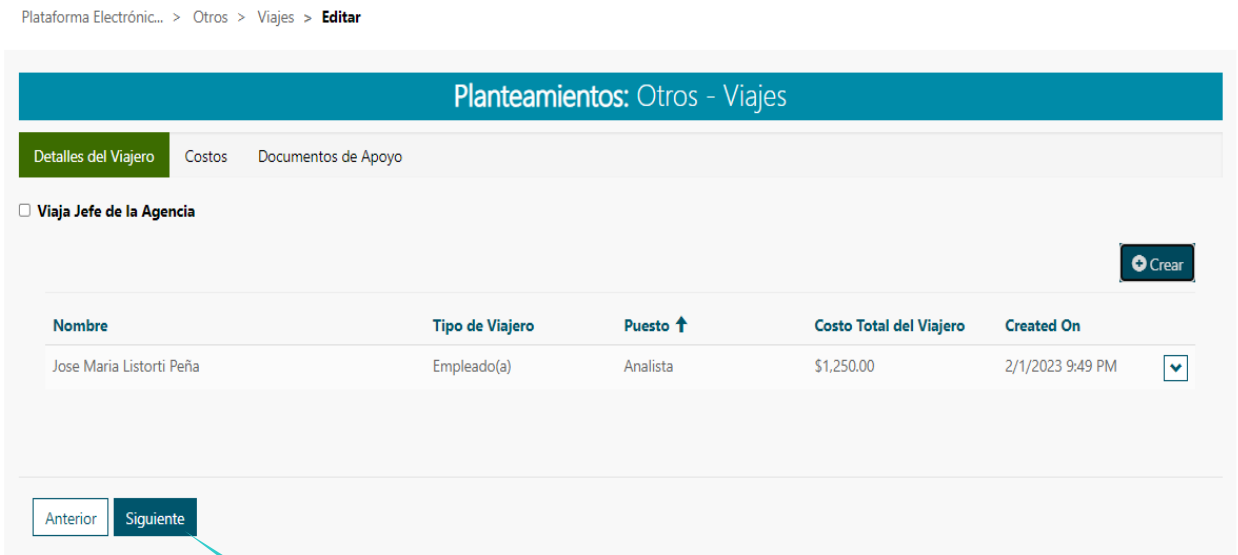 Plataforma Electrónic... > Otros > Viajes > Editar
Planteamientos: Otros - Viajes
Detalles del Viajero Costos Documentos de Apoyo
Viaja Jefe de la Agencia
Crear
Nombre Tipo de Viajero Puesto ↑ Costo Total del Viajero Created On
Jose Maria Listorti Peña Empleado(a) Analista $1,250.00 2/1/2023 9:49 PM
Anterior Siguiente